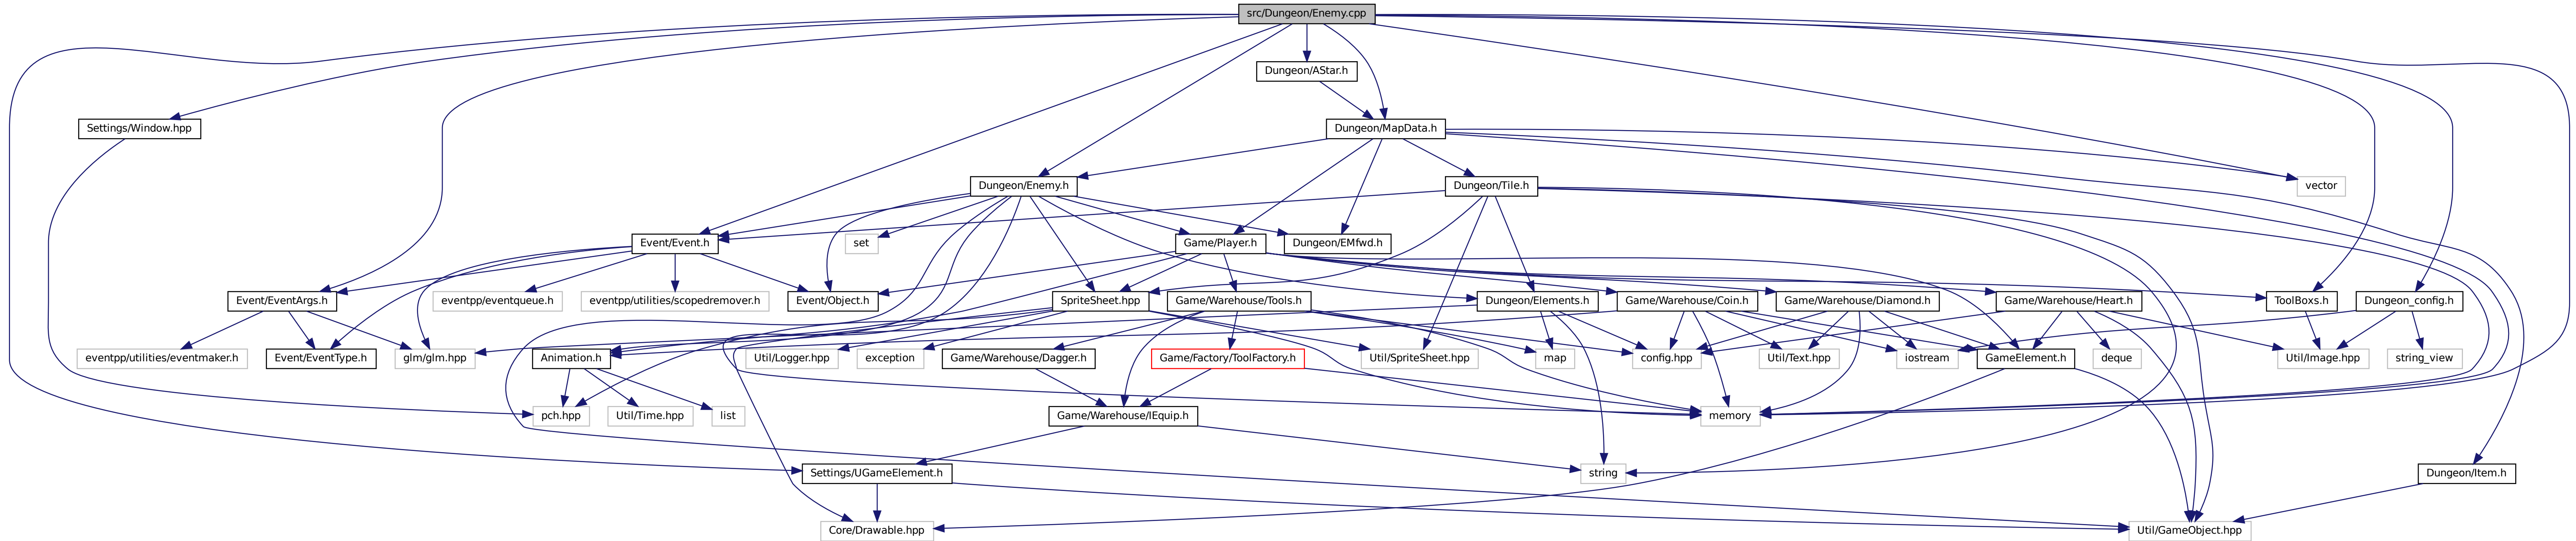 src/Dungeon/Enemy.cpp
Dungeon/AStar.h
Settings/Window.hpp
Dungeon/MapData.h
Dungeon/Enemy.h
Dungeon/Tile.h
vector
Event/Event.h
set
Game/Player.h
Dungeon/EMfwd.h
Event/EventArgs.h
eventpp/eventqueue.h
eventpp/utilities/scopedremover.h
Event/Object.h
SpriteSheet.hpp
Game/Warehouse/Tools.h
Dungeon/Elements.h
Game/Warehouse/Coin.h
Game/Warehouse/Diamond.h
Game/Warehouse/Heart.h
ToolBoxs.h
Dungeon_config.h
eventpp/utilities/eventmaker.h
Event/EventType.h
glm/glm.hpp
Animation.h
Util/Logger.hpp
exception
Game/Warehouse/Dagger.h
Game/Factory/ToolFactory.h
Util/SpriteSheet.hpp
map
config.hpp
Util/Text.hpp
iostream
GameElement.h
deque
Util/Image.hpp
string_view
pch.hpp
Util/Time.hpp
list
Game/Warehouse/IEquip.h
memory
Settings/UGameElement.h
string
Dungeon/Item.h
Core/Drawable.hpp
Util/GameObject.hpp